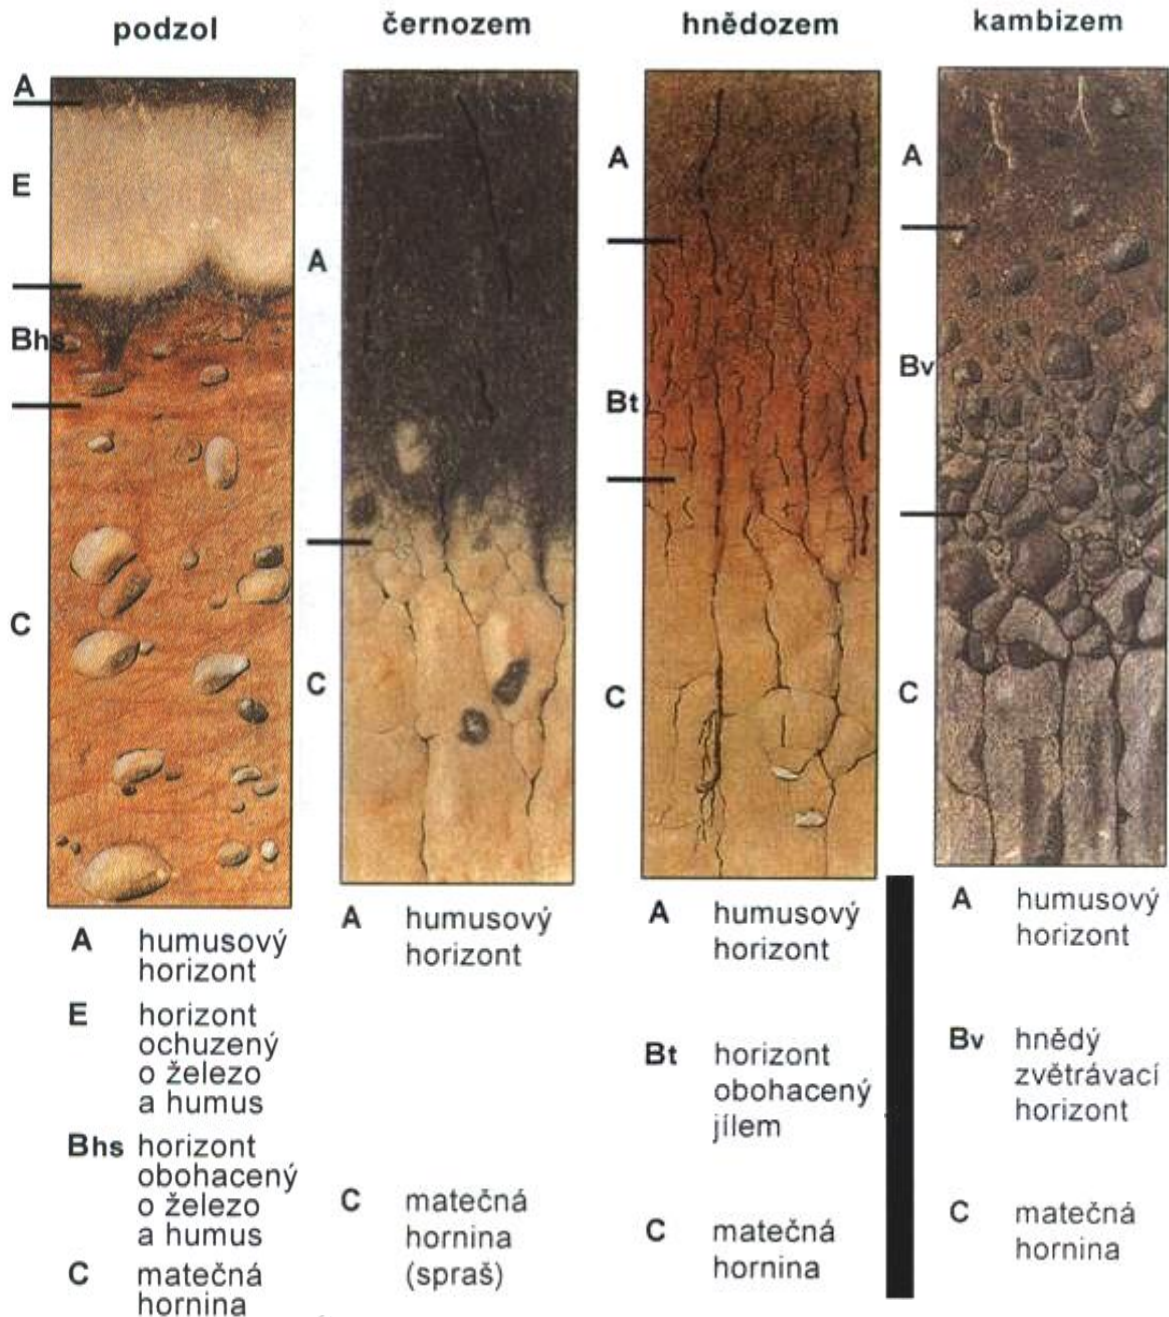 podzol
černozem
hnědozem
kambizem
A
E
Bhs
C
A
C
A
Bt
C
A
Bv
C
A humusový
horizont
E horizont
ochuzený
o železo
a humus
Bhs horizont
obohacený
o železo
a humus
C matečná
hornina
A humusový
horizont
C matečná
hornina
(spraš)
A humusový
horizont
Bt horizont
obohacený
jílem
C matečná
hornina
A humusový
horizont
Bv hnědý
zvětrávací
horizont
C matečná
hornina